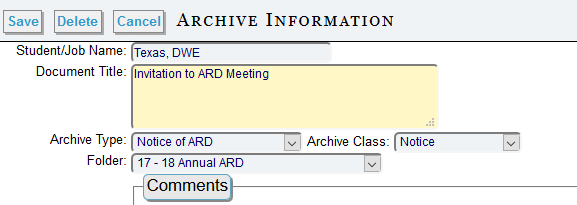 Save Delete Cancel ARCHIVE INFORMATION
Student/Job Name: Texas, DWE
Document Title: Invitation to ARD Meeting
Archive Type: Notice of ARD Archive Class: Notice
Folder: 17 - 18 Annual ARD
Comments